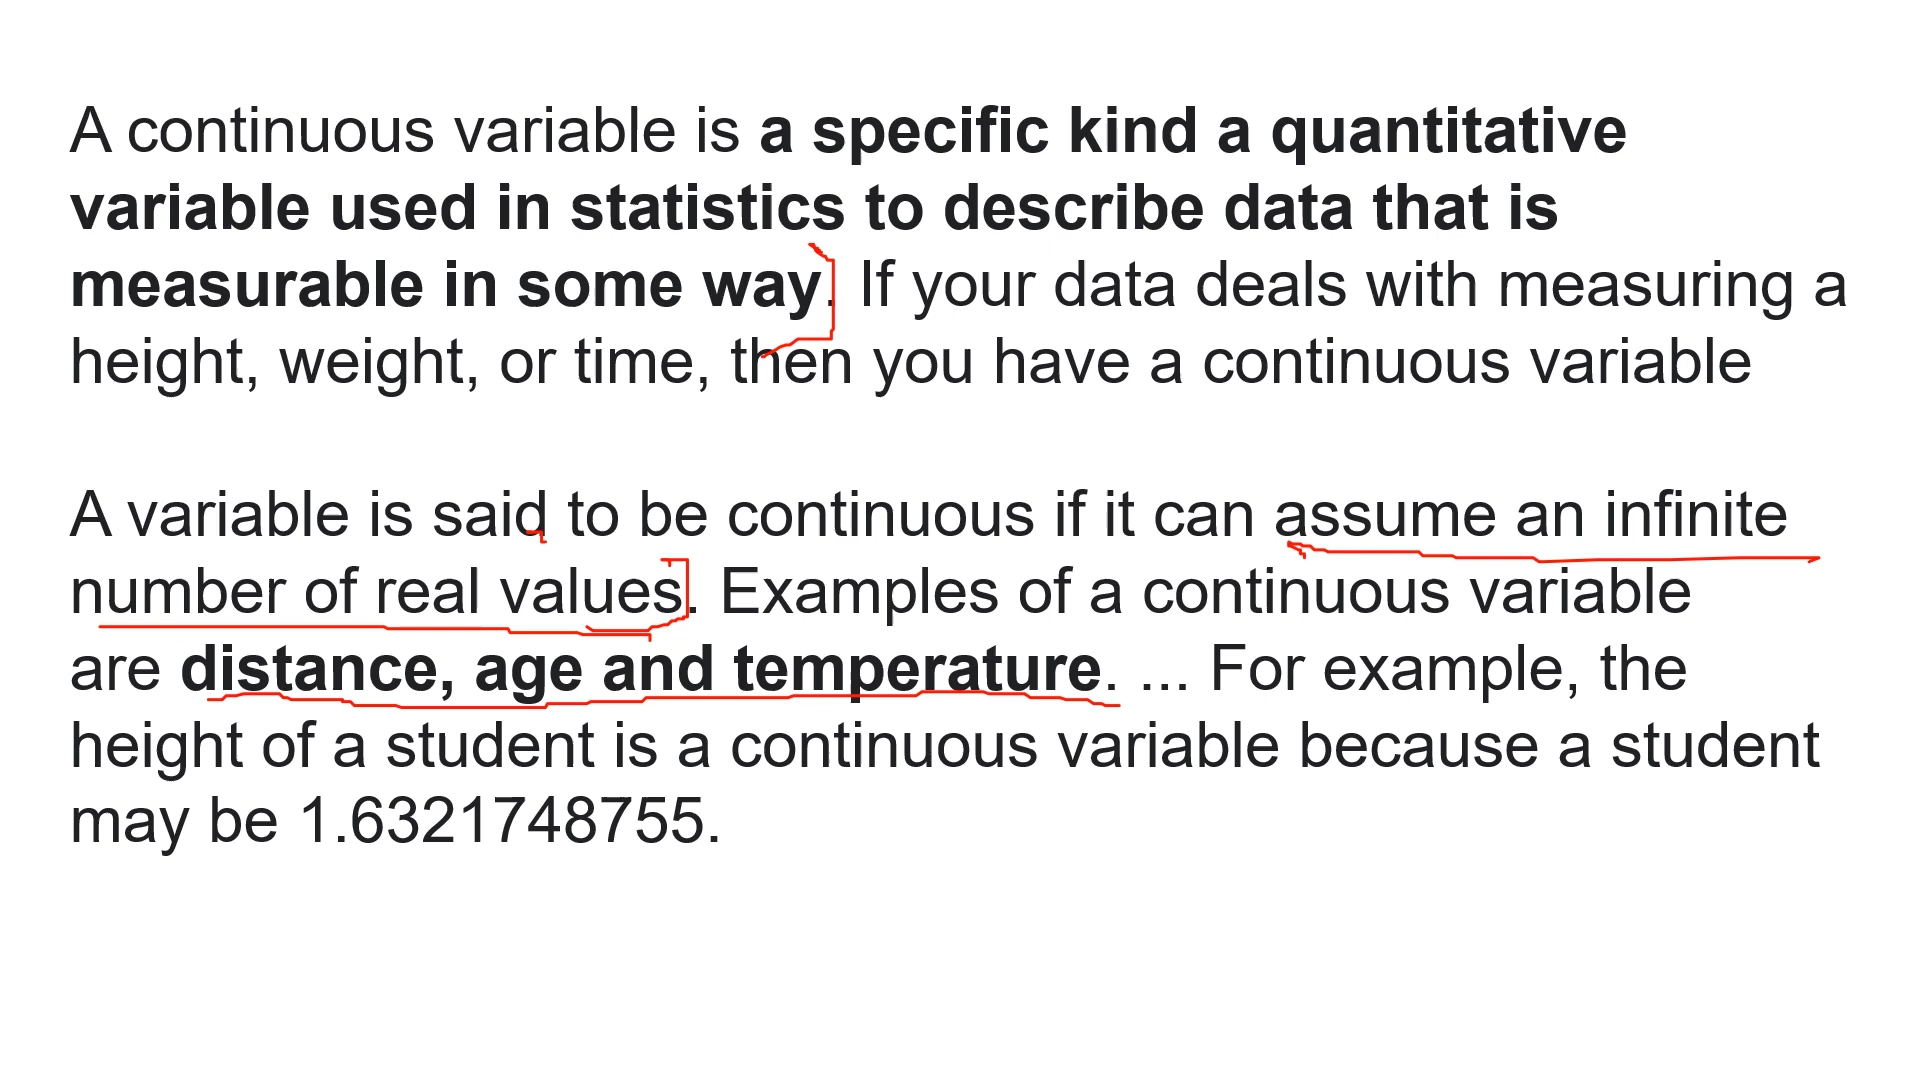 A continuous variable is a specific kind a quantitative
variable used in statistics to describe data that is
measurable in some way. If your data deals with measuring a
height, weight, or time, then you have a continuous variable
A variable is said to be continuous if it can assume an infinite
number of real values. Examples of a continuous variable
are distance, age and temperature. ... For example, the
height of a student is a continuous variable because a student
may be 1.6321748755.